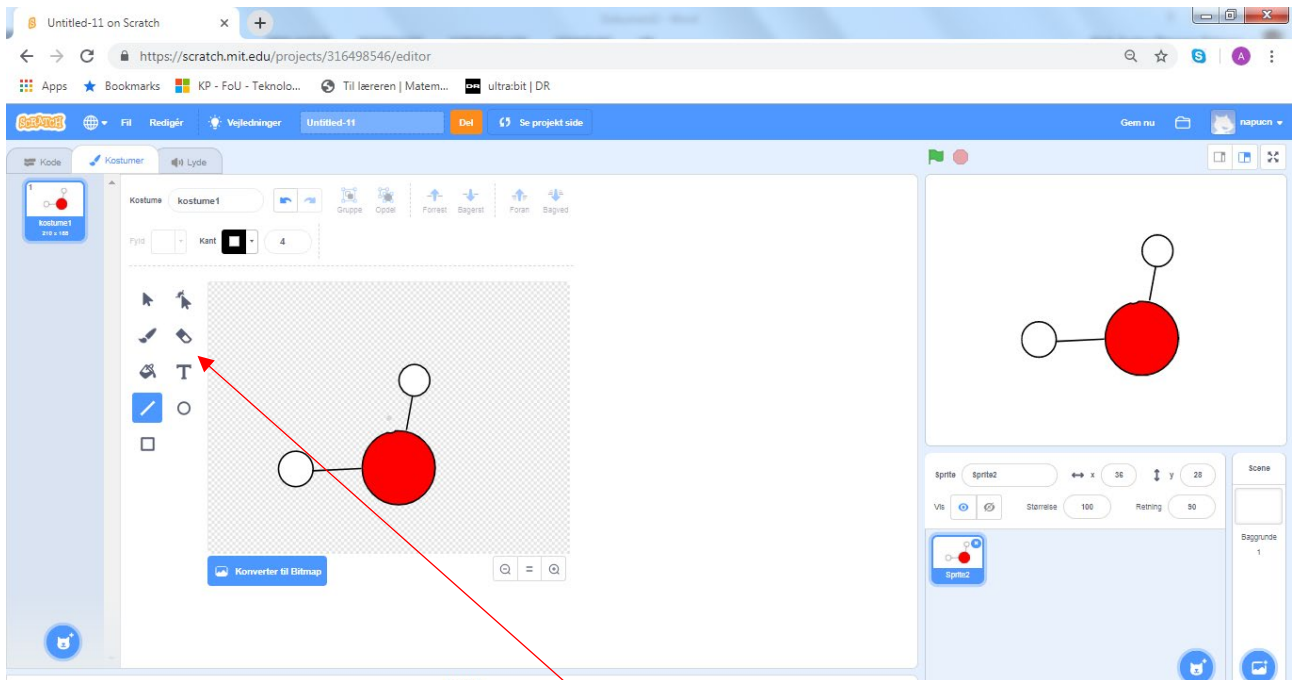 Untitled-11 on Scratch
https://scratch.mit.edu/projects/316498546/editor
A
Apps Bookmarks KP - FoU - Teknolo... Til læreren | Matem... DR ultra:bit | DR
SCRATCH Fil Redigér Vejledninger Untitled-11 Del Se projekt side Gem nu napucn
Kode Kostumer Lyde
1
kostume1
Kostume kostume1 Gruppe Opdel Forrest Bagerst Foran Bagved
Fyld Kant 4
T
Konverter til Bitmap
Sprite Sprite2 x 36 y 28
Vis Størrelse 100 Retning 90
Sprite2
Scene
Baggrunde
1